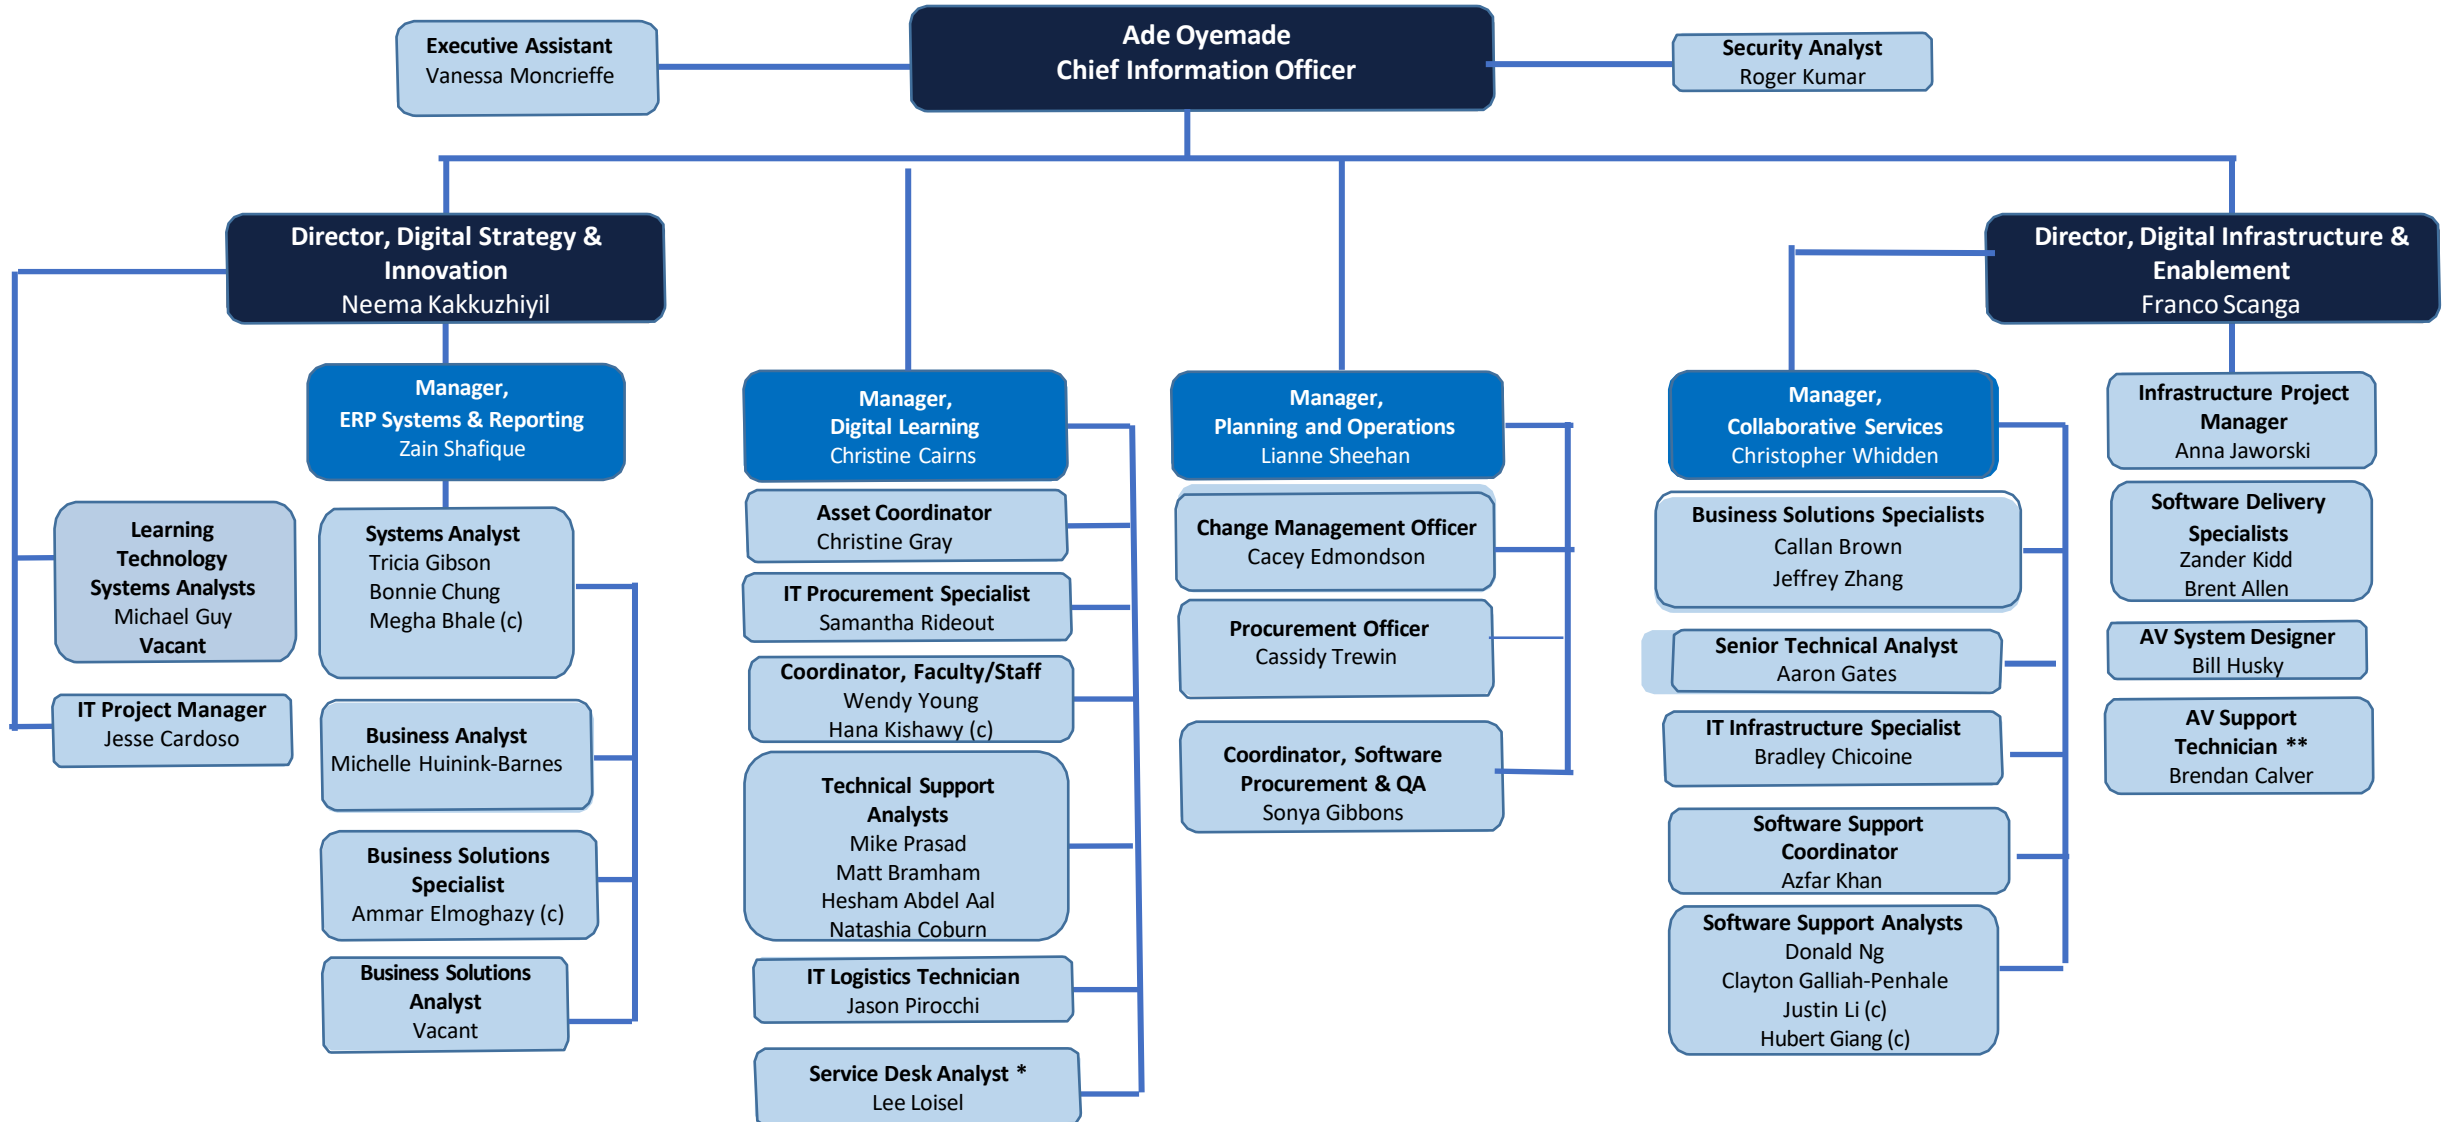 Executive Assistant
Vanessa Moncrieffe
Ade Oyemade
Chief Information Officer
Security Analyst
Roger Kumar
Director, Digital Strategy &
Innovation
Neema Kakkuzhiyil
Director, Digital Infrastructure &
Enablement
Franco Scanga
Manager,
ERP Systems & Reporting
Zain Shafique
Learning
Technology
Systems Analysts
Michael Guy
Vacant
IT Project Manager
Jesse Cardoso
Systems Analyst
Tricia Gibson
Bonnie Chung
Megha Bhale (c)
Business Analyst
Michelle Huinink-Barnes
Business Solutions
Specialist
Ammar Elmoghazy (c)
Business Solutions
Analyst
Vacant
Manager,
Digital Learning
Christine Cairns
Asset Coordinator
Christine Gray
IT Procurement Specialist
Samantha Rideout
Coordinator, Faculty/Staff
Wendy Young
Hana Kishawy (c)
Technical Support
Analysts
Mike Prasad
Matt Bramham
Hesham Abdel Aal
Natashia Coburn
IT Logistics Technician
Jason Pirocchi
Service Desk Analyst *
Lee Loisel
Manager,
Planning and Operations
Lianne Sheehan
Change Management Officer
Cacey Edmondson
Procurement Officer
Cassidy Trewin
Coordinator, Software
Procurement & QA
Sonya Gibbons
Manager,
Collaborative Services
Christopher Whidden
Business Solutions Specialists
Callan Brown
Jeffrey Zhang
Senior Technical Analyst
Aaron Gates
IT Infrastructure Specialist
Bradley Chicoine
Software Support
Coordinator
Azfar Khan
Software Support Analysts
Donald Ng
Clayton Galliah-Penhale
Justin Li (c)
Hubert Giang (c)
Infrastructure Project
Manager
Anna Jaworski
Software Delivery
Specialists
Zander Kidd
Brent Allen
AV System Designer
Bill Husky
AV Support
Technician **
Brendan Calver